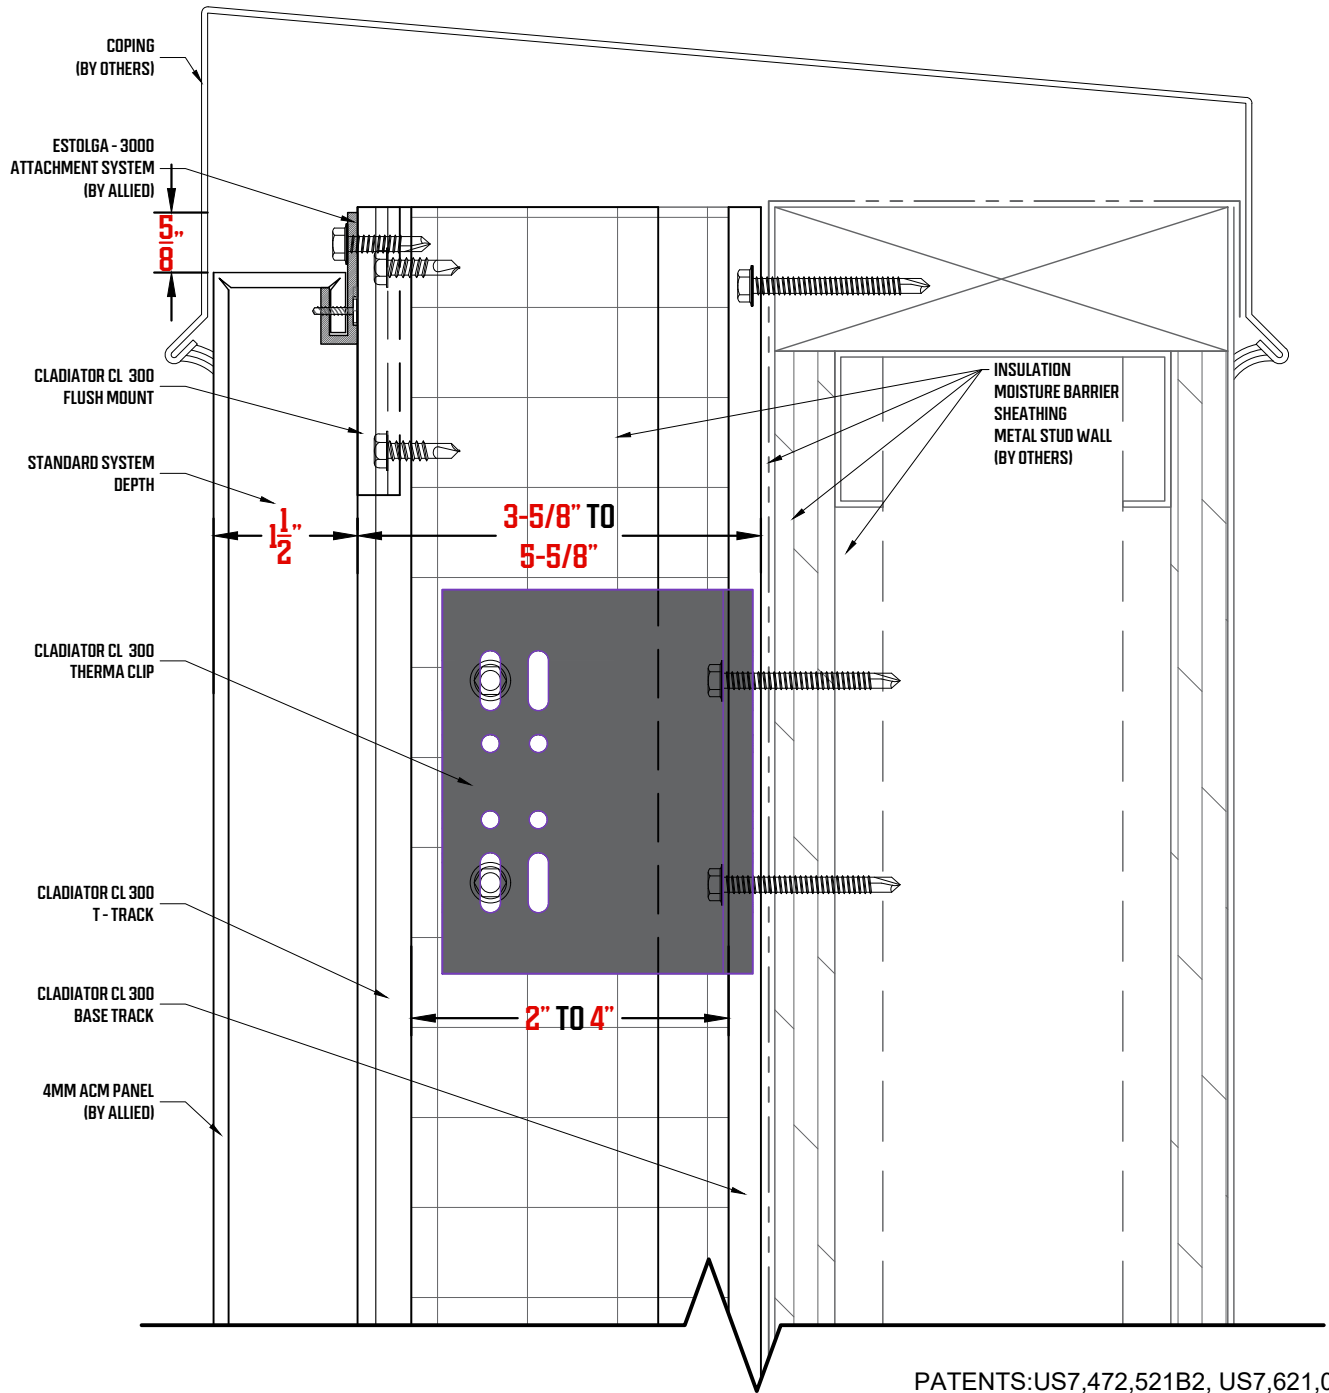 COPING
(BY OTHERS)
ESTOLGA - 3000
ATTACHMENT SYSTEM
(BY ALLIED)
5/8"
CLADIATOR CL 300
FLUSH MOUNT
STANDARD SYSTEM
DEPTH
1 1/2"
3-5/8" TO
5-5/8"
INSULATION
MOISTURE BARRIER
SHEATHING
METAL STUD WALL
(BY OTHERS)
CLADIATOR CL 300
THERMA CLIP
CLADIATOR CL 300
T - TRACK
CLADIATOR CL 300
BASE TRACK
2" TO 4"
4MM ACM PANEL
(BY ALLIED)
PATENTS:US7,472,521B2, US7,621,0